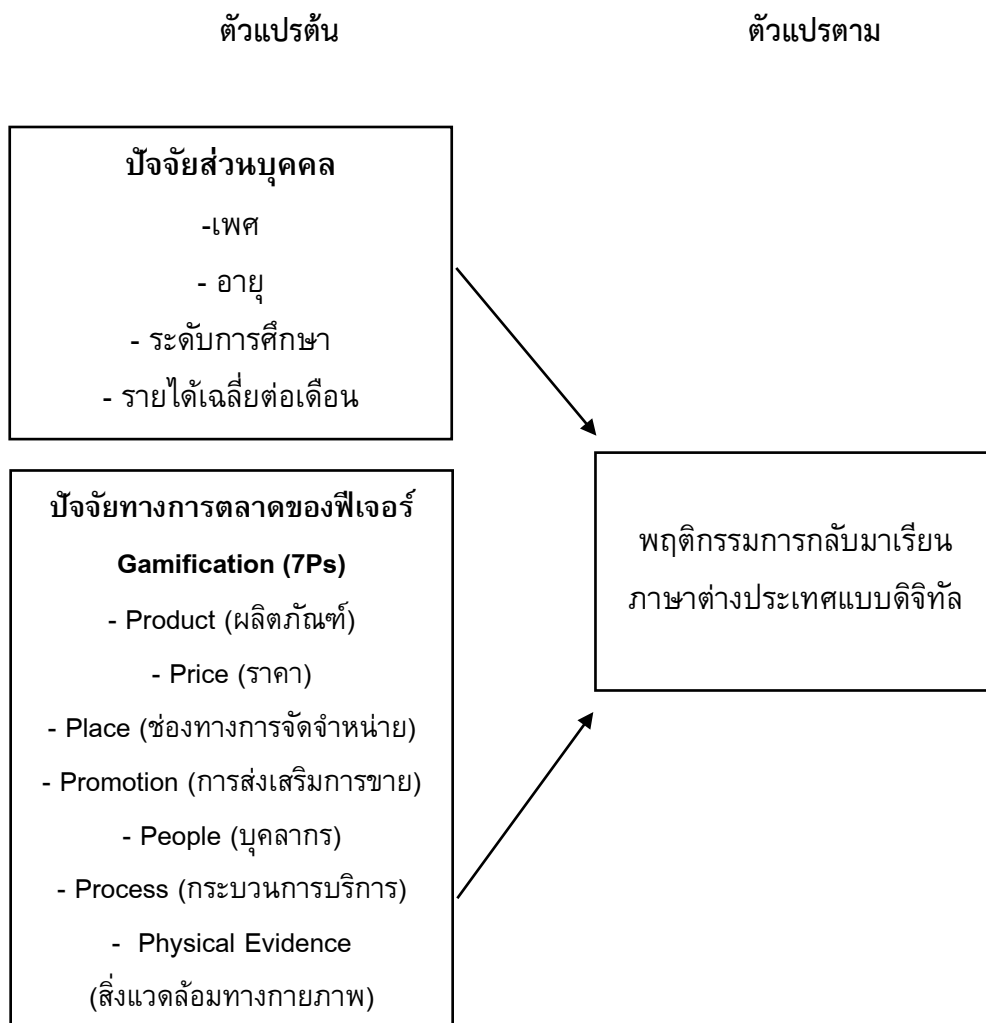 ตัวแปรต้น
ตัวแปรตาม
ปัจจัยส่วนบุคคล
-เพศ
- อายุ
- ระดับการศึกษา
- รายได้เฉลี่ยต่อเดือน
ปัจจัยทางการตลาดของฟีเจอร์
Gamification (7Ps)
- Product (ผลิตภัณฑ์)
- Price (ราคา)
- Place (ช่องทางการจัดจำหน่าย)
- Promotion (การส่งเสริมการขาย)
- People (บุคลากร)
- Process (กระบวนการบริการ)
- Physical Evidence
(สิ่งแวดล้อมทางกายภาพ)
พฤติกรรมการกลับมาเรียน
ภาษาต่างประเทศแบบดิจิทัล